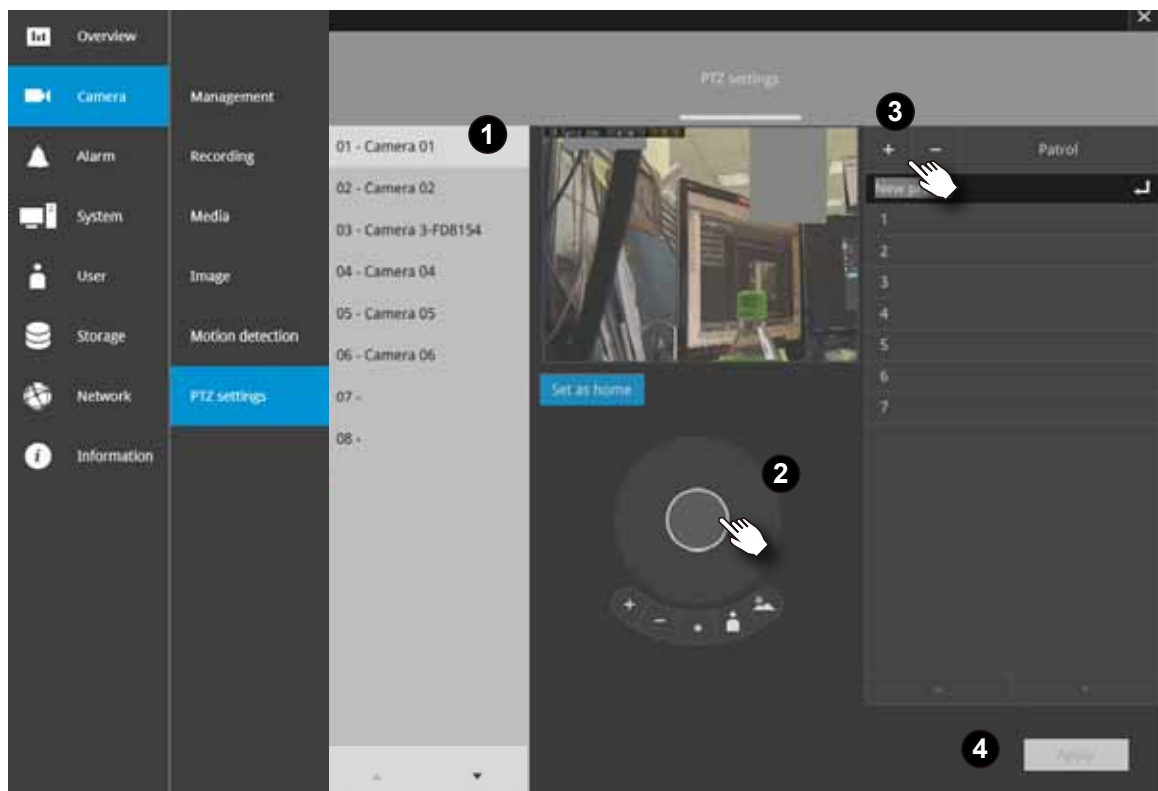 Overview
Camera
Alarm
System
User
Storage
Network
Information
Management
Recording
Media
Image
Motion detection
PTZ settings
PTZ settings
1
01 - Camera 01
02 - Camera 02
03 - Camera 3-FD8154
04 - Camera 04
05 - Camera 05
06 - Camera 06
07 -
08 -
Set as home
2
3
+ − Patrol
New
1
2
3
4
5
6
7
4
Apply